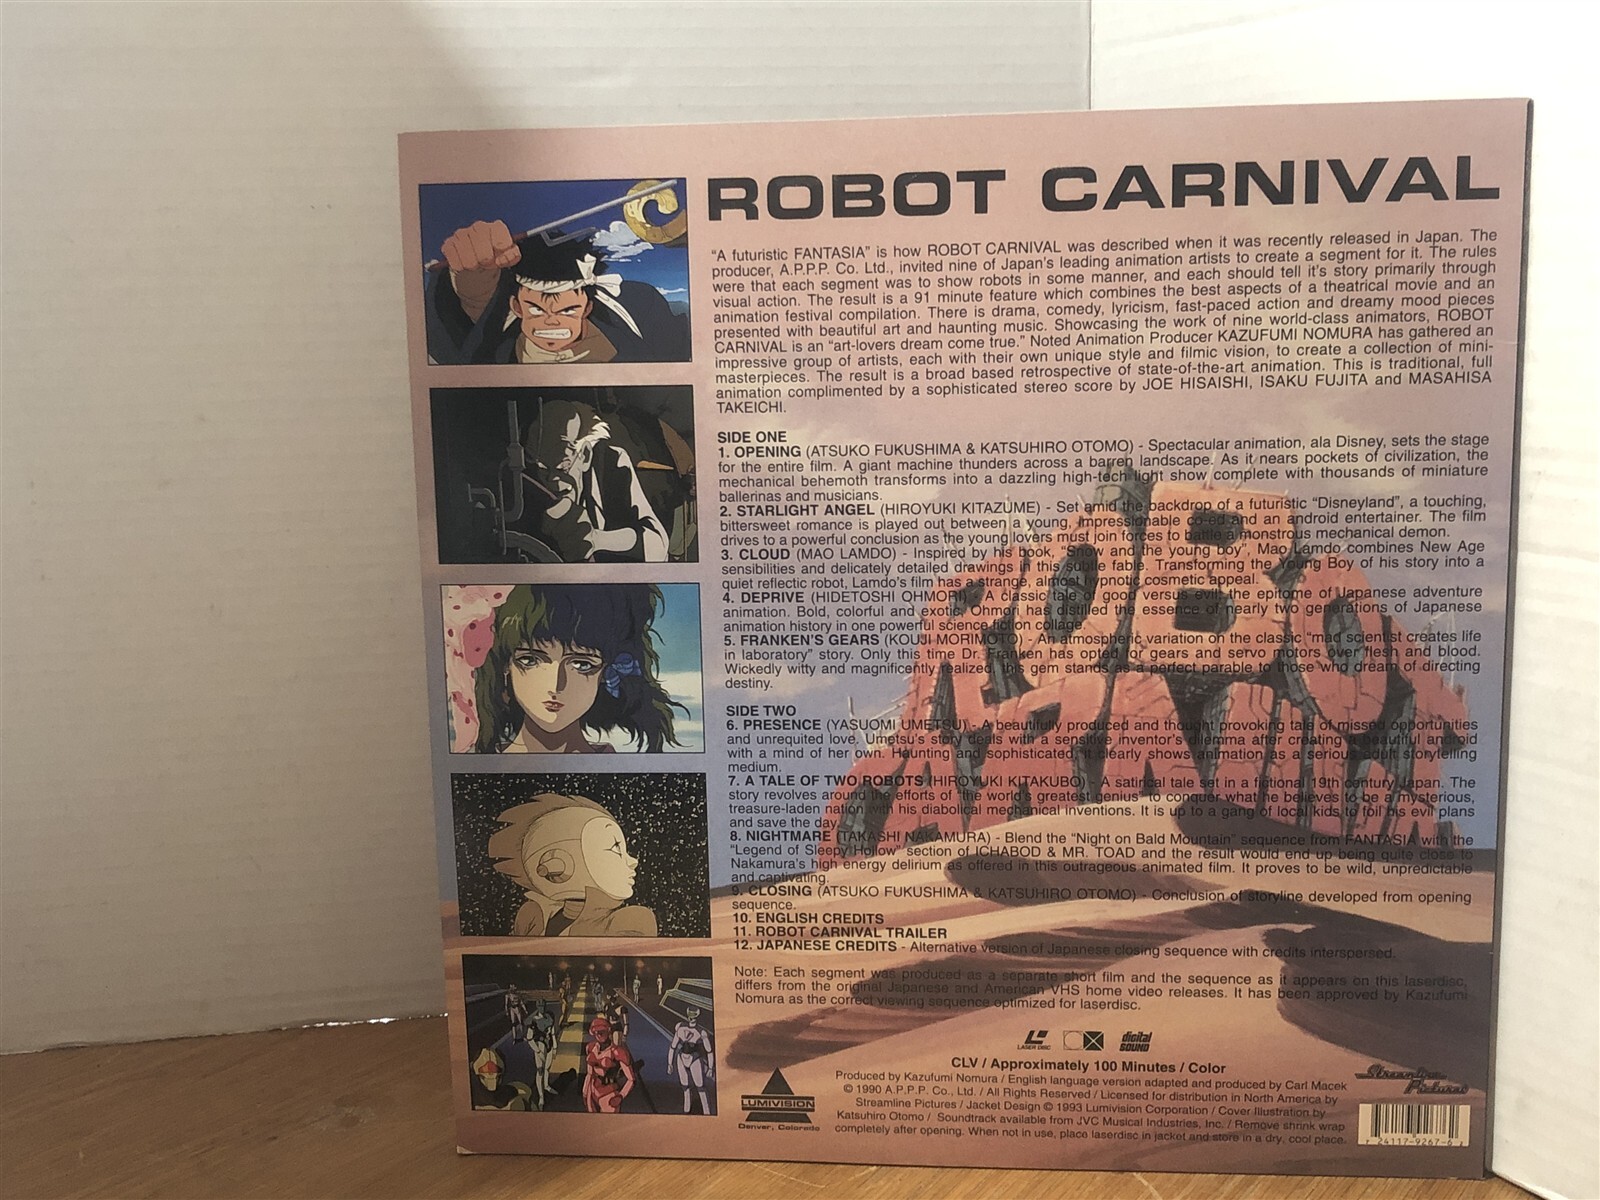 ROBOT CARNIVAL
"A futuristic FANTASIA" is how ROBOT CARNIVAL was described when it was recently released in Japan. The
producer, A.P.P.P. Co. Ltd., invited nine of Japan's leading animation artists to create a segment for it. The rules
were that each segment was to show robots in some manner, and each should tell it's story primarily through
visual action. The result is a 91 minute feature which combines the best aspects of a theatrical movie and an
animation festival compilation. There is drama, comedy, lyricism, fast-paced action and dreamy mood pieces
presented with beautiful art and haunting music. Showcasing the work of nine world-class animators, ROBOT
CARNIVAL is an "art-lovers dream come true." Noted Animation Producer KAZUFUMI NOMURA has gathered an
impressive group of artists, each with their own unique style and filmic vision, to create a collection of mini-
masterpieces. The result is a broad based retrospective of state-of-the-art animation. This is traditional, full
animation complimented by a sophisticated stereo score by JOE HISAISHI, ISAKU FUJITA and MASAHISA
TAKEICHI.
SIDE ONE
1. OPENING (ATSUKO FUKUSHIMA & KATSUHIRO OTOMO) - Spectacular animation, ala Disney, sets the stage
for the entire film. A giant machine thunders across a barren landscape. As it nears pockets of civilization, the
mechanical behemoth transforms into a dazzling high-tech light show complete with thousands of miniature
ballerinas and musicians.
2. STARLIGHT ANGEL (HIROYUKI KITAZUME) - Set amid the backdrop of a futuristic "Disneyland", a touching,
bittersweet romance is played out between a young, impressionable co-ed and an android entertainer. The film
drives to a powerful conclusion as the young lovers must join forces to battle a monstrous mechanical demon.
3. CLOUD (MAO LAMDO) - Inspired by his book, "Snow and the young boy", Mao Lamdo combines New Age
sensibilities and delicately detailed drawings in this subtle fable. Transforming the Young Boy of his story into a
quiet reflectic robot, Lamdo's film has a strange, almost hypnotic cosmetic appeal.
4. DEPRIVE (HIDETOSHI OHMORI) - A classic tale of good versus evil, the epitome of Japanese adventure
animation. Bold, colorful and exotic, Ohmori has distilled the essence of nearly two generations of Japanese
animation history in one powerful science fiction collage.
5. FRANKEN'S GEARS (KOUJI MORIMOTO) - An atmospheric variation on the classic "mad scientist creates life
in laboratory" story. Only this time Dr. Franken has opted for gears and servo motors over flesh and blood.
Wickedly witty and magnificently realized, this gem stands as a perfect parable to those who dream of directing
destiny.
SIDE TWO
6. PRESENCE (YASUOMI UMETSU) - A beautifully produced and thought provoking tale of missed opportunities
and unrequited love, Umetsu's story deals with a sensitive inventor's dilemma after creating a beautiful android
with a mind of her own. Haunting and sophisticated, it clearly shows animation as a serious adult storytelling
medium.
7. A TALE OF TWO ROBOTS (HIROYUKI KITAKUBO) - A satirical tale set in a fictional 19th century Japan. The
story revolves around the efforts of the world's greatest genius to conquer what he believes to be a mysterious,
treasure-laden nation with his diabolical mechanical inventions. It is up to a gang of local kids to foil his evil plans
and save the day.
8. NIGHTMARE (TAKASHI NAKAMURA) - Blend the "Night on Bald Mountain" sequence from FANTASIA with the
"Legend of Sleepy Hollow" section of ICHABOD & MR. TOAD and the result would end up being quite close to
Nakamura's high energy delirium as offered in this outrageous animated film. It proves to be wild, unpredictable
and captivating.
9. CLOSING (ATSUKO FUKUSHIMA & KATSUHIRO OTOMO) - Conclusion of storyline developed from opening
sequence.
10. ENGLISH CREDITS
11. ROBOT CARNIVAL TRAILER
12. JAPANESE CREDITS - Alternative version of Japanese closing sequence with credits interspersed.
Note: Each segment was produced as a separate short film and the sequence as it appears on this laserdisc,
differs from the original Japanese and American VHS home video releases. It has been approved by Kazufumi
Nomura as the correct viewing sequence optimized for laserdisc.
LASER DISC
digital SOUND
CLV / Approximately 100 Minutes / Color
Produced by Kazufumi Nomura / English language version adapted and produced by Carl Macek
© 1990 A.P.P.P. Co., Ltd. / All Rights Reserved / Licensed for distribution in North America by
Streamline Pictures / Jacket Design © 1993 Lumivision Corporation / Cover Illustration by
Katsuhiro Otomo / Soundtrack available from JVC Musical Industries, Inc. / Remove shrink wrap
completely after opening. When not in use, place laserdisc in jacket and store in a dry, cool place.
LUMIVISION
Denver, Colorado
Streamline
Pictures
7 24117-9267-6
ROBOT
CARNIVAL